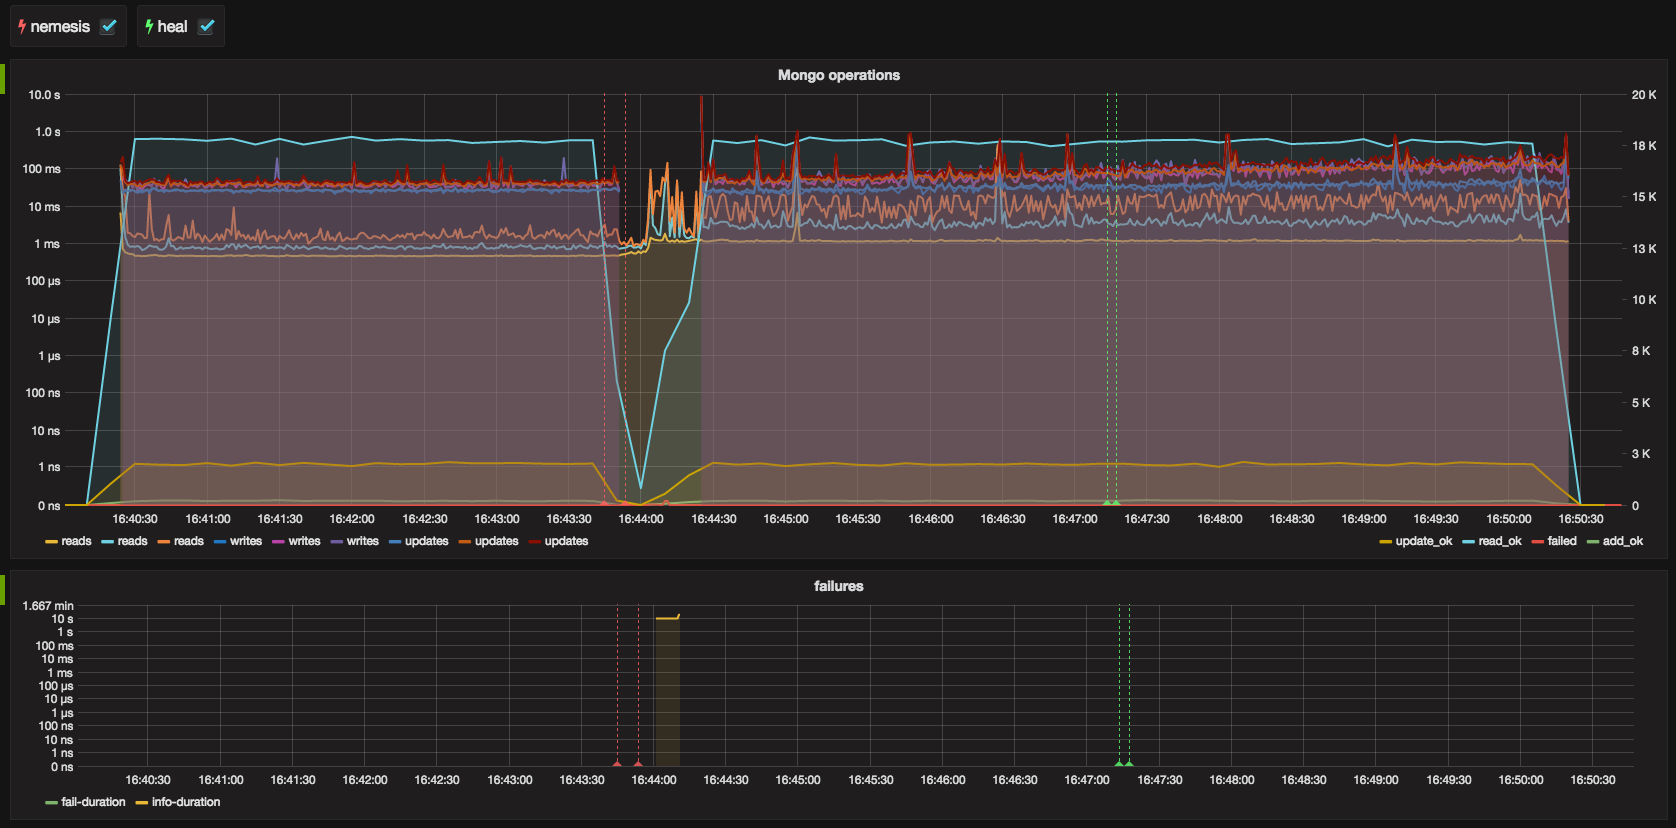 nemesis heal
Mongo operations
10.0 s 20 K
1.0 s 18 K
100 ms 15 K
10 ms 13 K
1 ms 10 K
100 µs 8 K
10 µs 5 K
1 µs 3 K
100 ns 0
10 ns
1 ns
0 ns
16:40:30 16:41:00 16:41:30 16:42:00 16:42:30 16:43:00 16:43:30 16:44:00 16:44:30 16:45:00 16:45:30 16:46:00 16:46:30 16:47:00 16:47:30 16:48:00 16:48:30 16:49:00 16:49:30 16:50:00 16:50:30
reads reads reads writes writes writes updates updates updates update_ok read_ok failed add_ok
failures
1.667 min
10 s
1 s
100 ms
10 ms
1 ms
100 µs
10 µs
1 µs
100 ns
10 ns
1 ns
0 ns
16:40:30 16:41:00 16:41:30 16:42:00 16:42:30 16:43:00 16:43:30 16:44:00 16:44:30 16:45:00 16:45:30 16:46:00 16:46:30 16:47:00 16:47:30 16:48:00 16:48:30 16:49:00 16:49:30 16:50:00 16:50:30
fail-duration info-duration